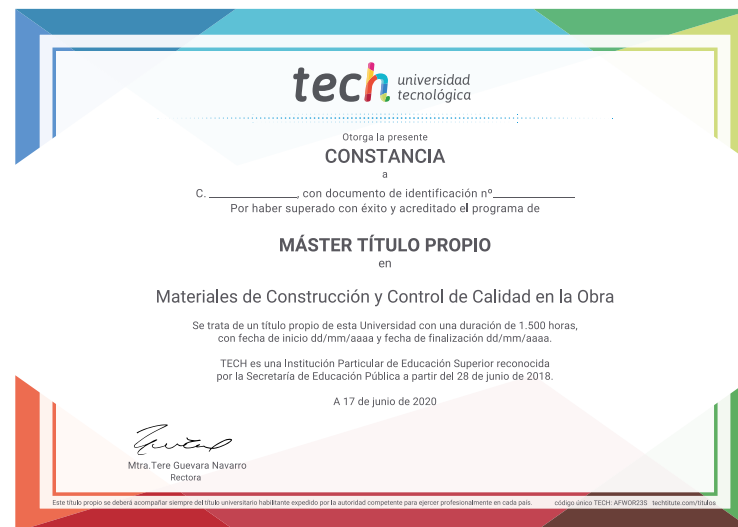 tech universidad
tecnológica
Otorga la presente
CONSTANCIA
a
C. ____________, con documento de identificación nº____________
Por haber superado con éxito y acreditado el programa de
MÁSTER TÍTULO PROPIO
en
Materiales de Construcción y Control de Calidad en la Obra
Se trata de un título propio de esta Universidad con una duración de 1.500 horas,
con fecha de inicio dd/mm/aaaa y fecha de finalización dd/mm/aaaa.
TECH es una Institución Particular de Educación Superior reconocida
por la Secretaría de Educación Pública a partir del 28 de junio de 2018.
A 17 de junio de 2020
Mtra.Tere Guevara Navarro
Rectora
Este título propio se deberá acompañar siempre del título universitario habilitante expedido por la autoridad competente para ejercer profesionalmente en cada país. código único TECH: AFWOR23S techtitute.com/titulos